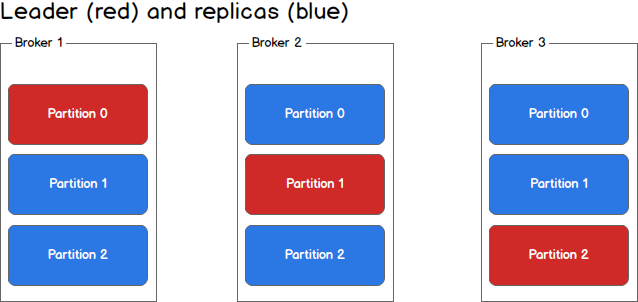 Leader (red) and replicas (blue)
Broker 1
Partition 0
Partition 1
Partition 2
Broker 2
Partition 0
Partition 1
Partition 2
Broker 3
Partition 0
Partition 1
Partition 2